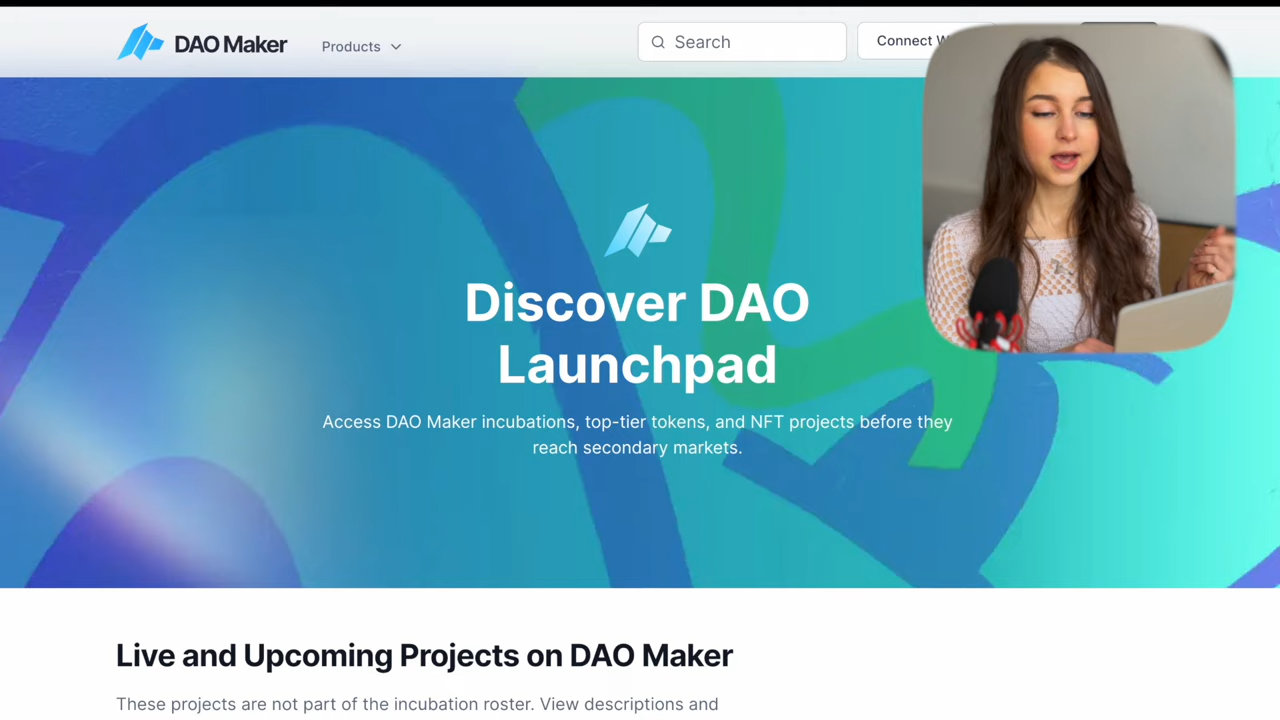 DAO Maker
Products
Search
Connect
Discover DAO
Launchpad
Access DAO Maker incubations, top-tier tokens, and NFT projects before they
reach secondary markets.
Live and Upcoming Projects on DAO Maker
These projects are not part of the incubation roster. View descriptions and